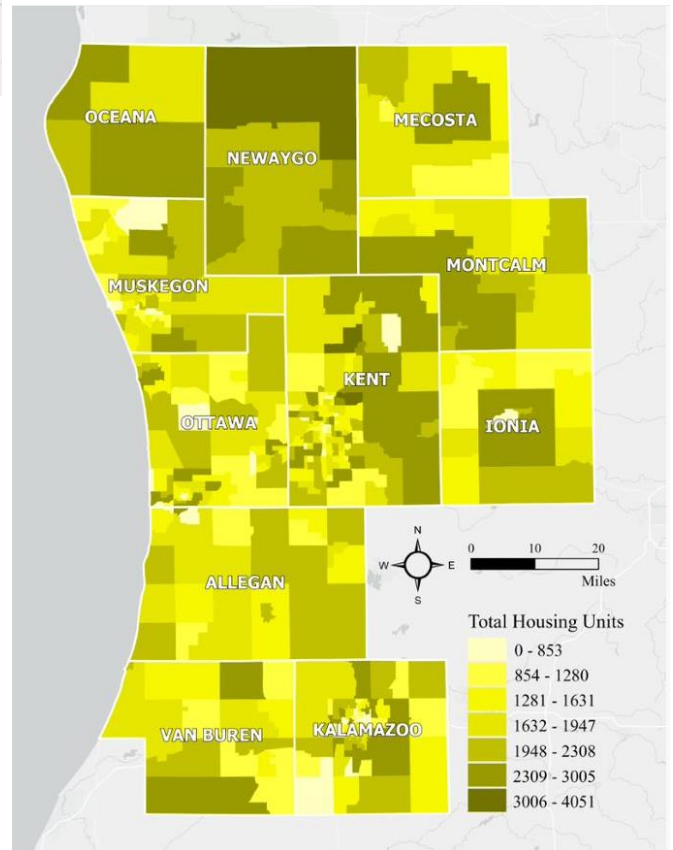 OCEANA
NEWAYGO
MECOSTA
MONTCALM
MUSKEGON
KENT
OTTAWA
IONIA
ALLEGAN
N
W E
S
0 10 20
Miles
Total Housing Units
0 - 853
854 - 1280
1281 - 1631
1632 - 1947
1948 - 2308
2309 - 3005
3006 - 4051
VAN BUREN
KALAMAZOO